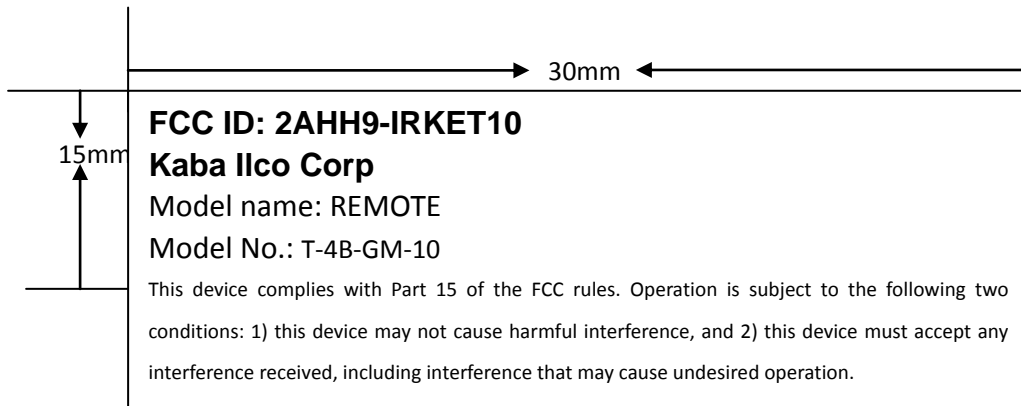 30mm
15mm
FCC ID: 2AHH9-IRKET10
Kaba Ilco Corp
Model name: REMOTE
Model No.: T-4B-GM-10
This device complies with Part 15 of the FCC rules. Operation is subject to the following two
conditions: 1) this device may not cause harmful interference, and 2) this device must accept any
interference received, including interference that may cause undesired operation.